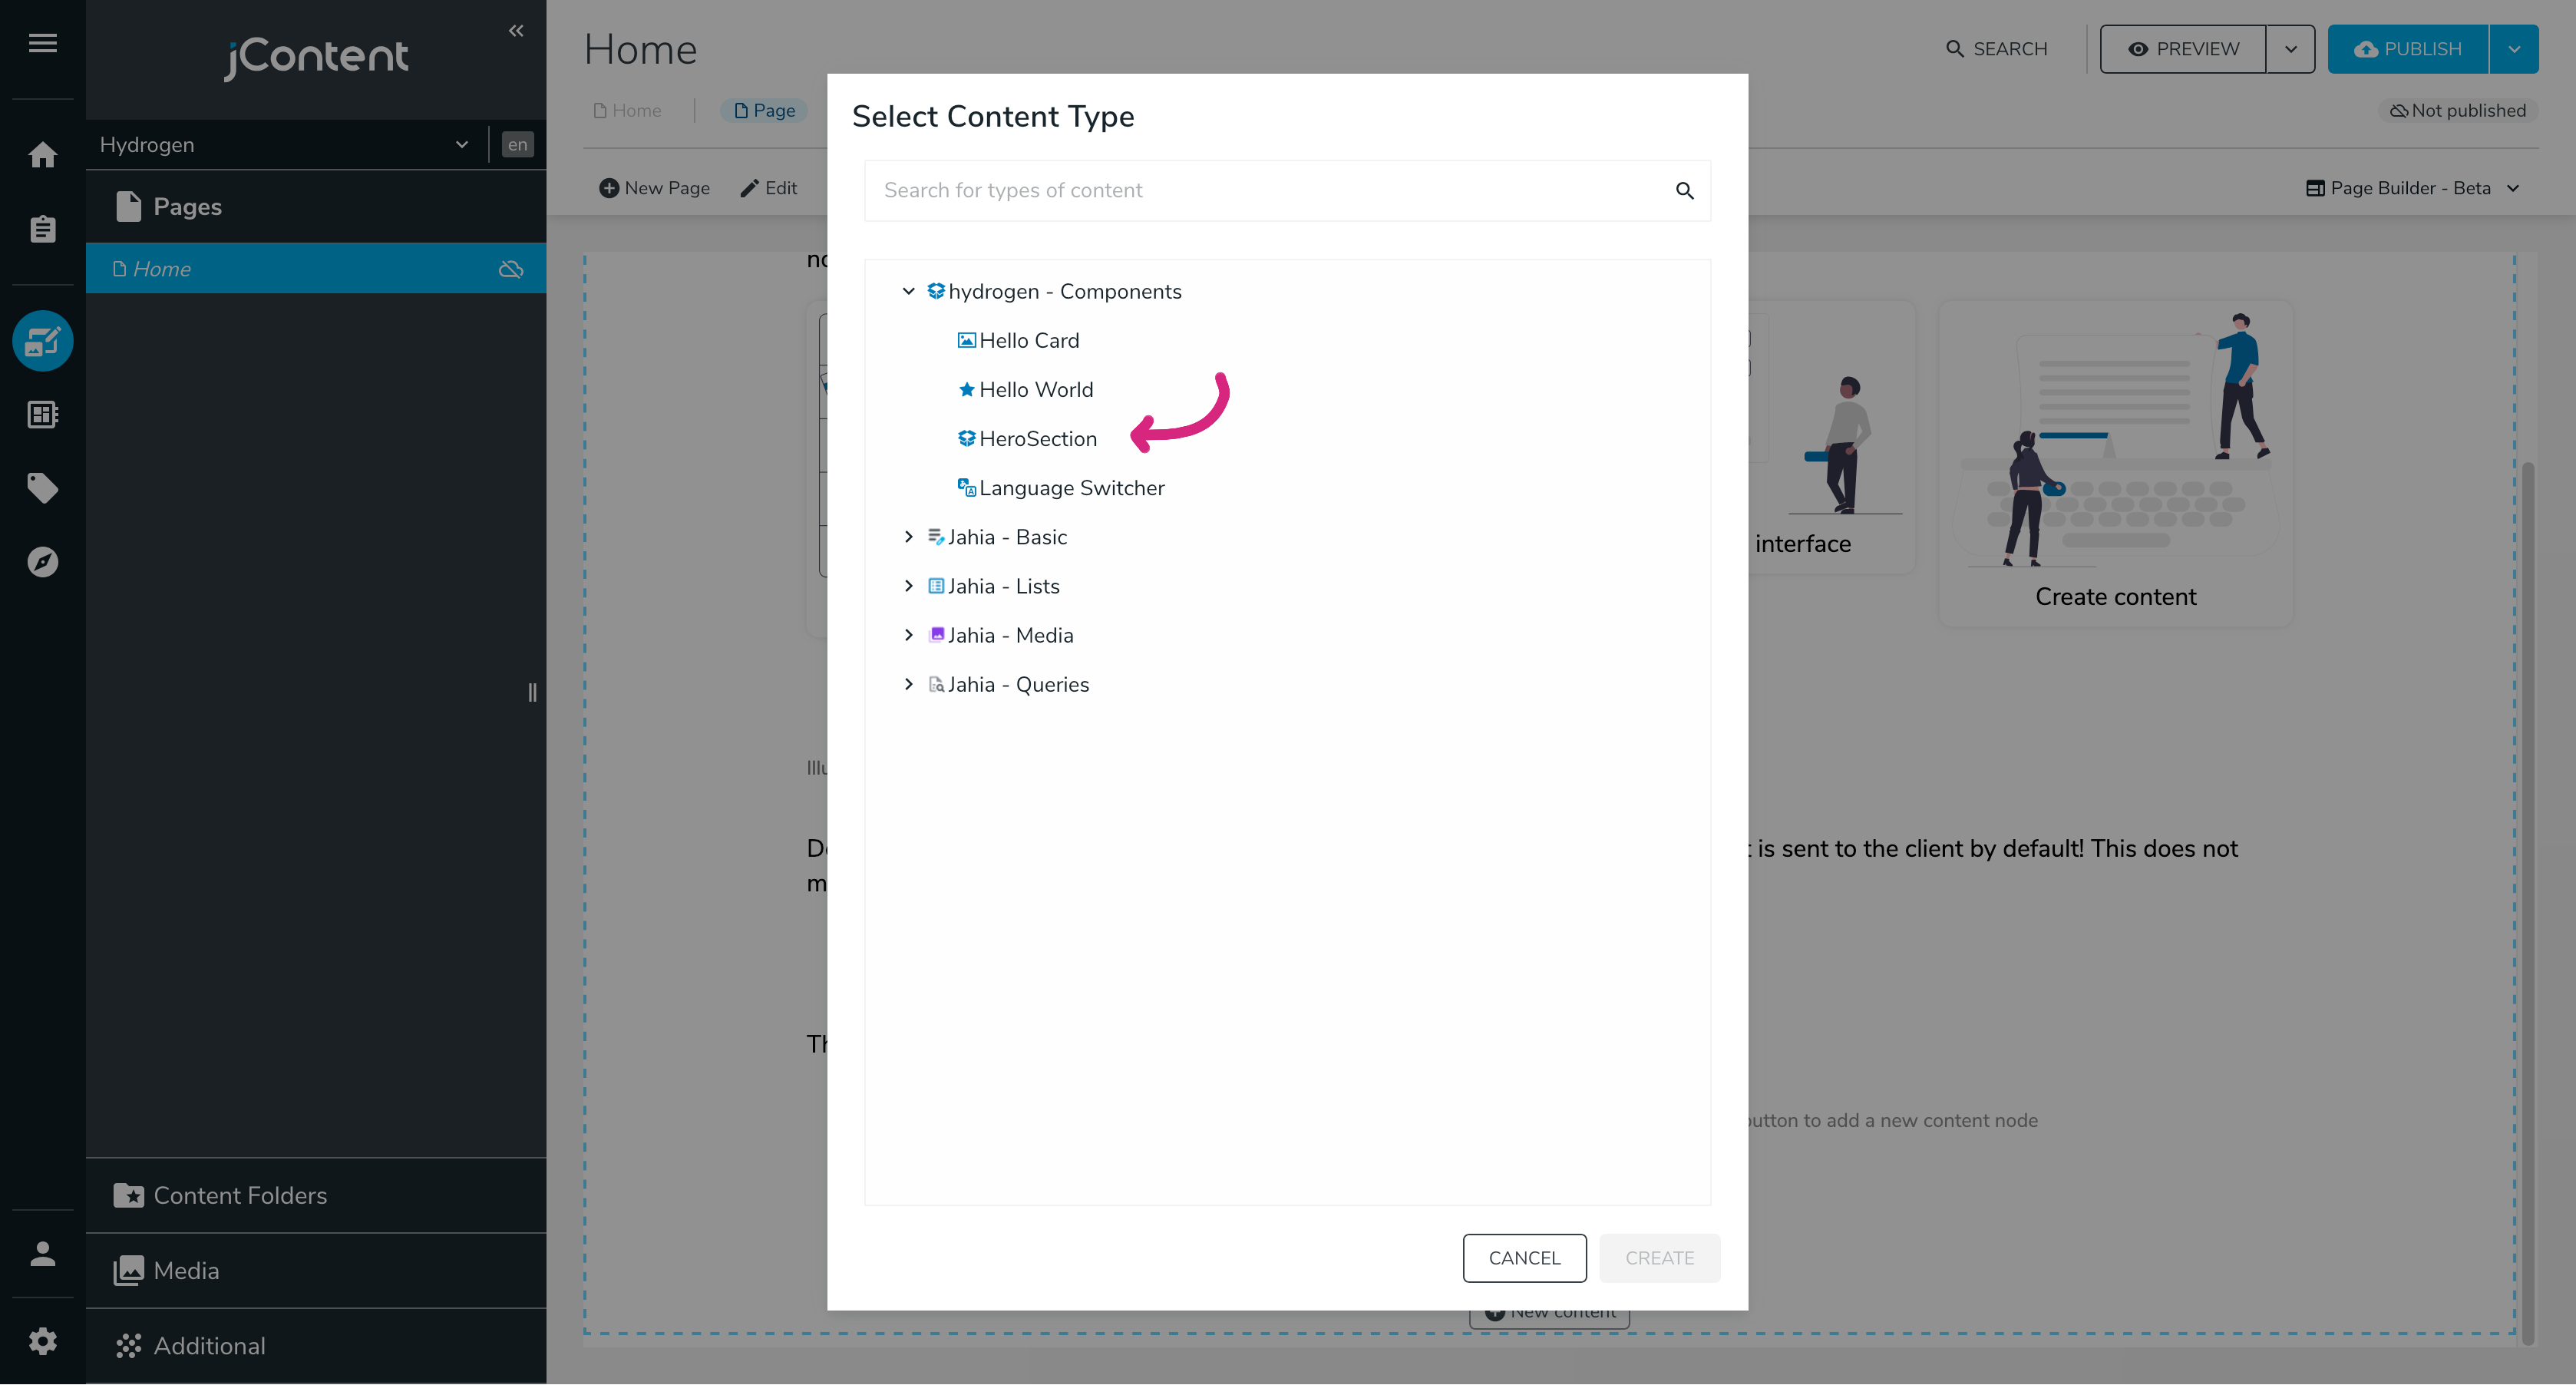 jContent
Hydrogen
en
Pages
Home
Content Folders
Media
Additional
Home
SEARCH
PREVIEW
PUBLISH
Home
Page
Not published
New Page
Edit
Page Builder - Beta
Select Content Type
Search for types of content
hydrogen - Components
Hello Card
Hello World
HeroSection
Language Switcher
Jahia - Basic
Jahia - Lists
Jahia - Media
Jahia - Queries
CANCEL
CREATE
interface
Create content
is sent to the client by default! This does not
to add a new content node
New content